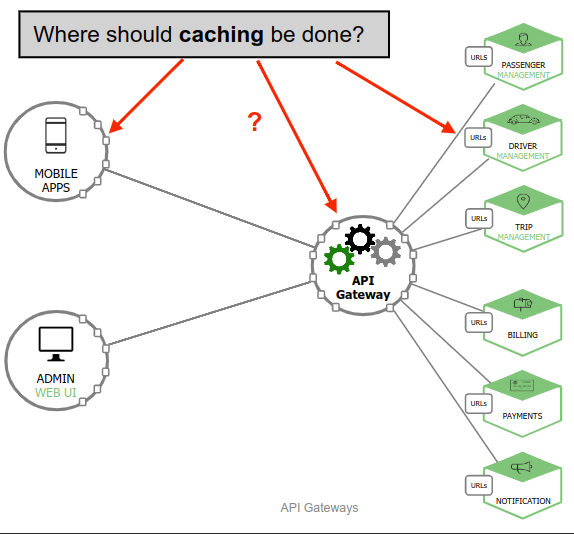 Where should caching be done?
?
MOBILE
APPS
ADMIN
WEB UI
API
Gateway
URLS
PASSENGER
MANAGEMENT
URLs
DRIVER
MANAGEMENT
URLs
TRIP
MANAGEMENT
URLs
BILLING
URLs
PAYMENTS
URLs
NOTIFICATION
API Gateways